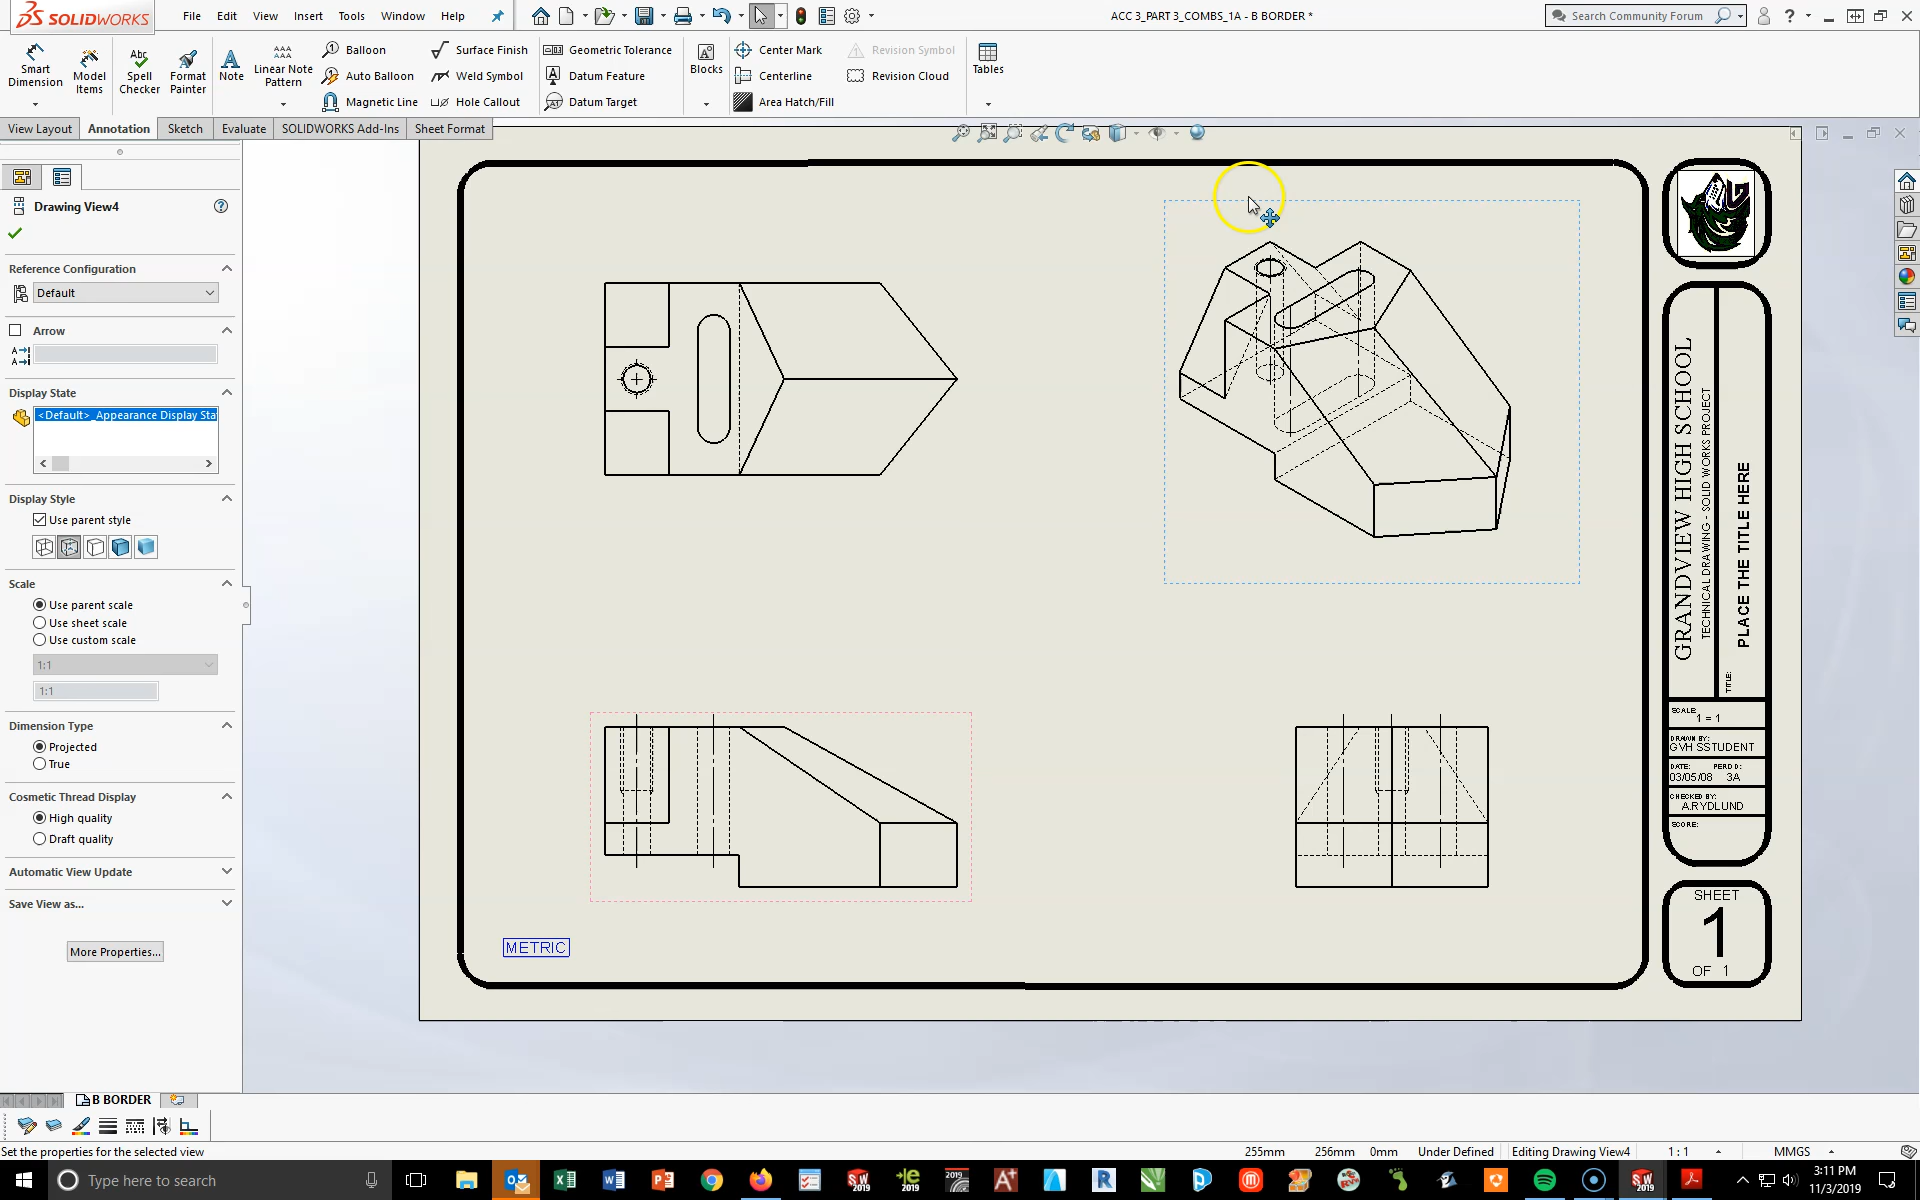 SOLIDWORKS
File Edit View Insert Tools Window Help
ACC 3_PART 3_COMBS_1A - B BORDER *
Search Community Forum
?
Smart Dimension
Model Items
Abc
Spell Checker
Format Painter
A
Note
AAA
AAA
Linear Note Pattern
Balloon
Auto Balloon
Magnetic Line
Surface Finish
Weld Symbol
Hole Callout
Geometric Tolerance
Datum Feature
Datum Target
Blocks
Center Mark
Centerline
Area Hatch/Fill
Revision Symbol
Revision Cloud
Tables
View Layout
Annotation
Sketch
Evaluate
SOLIDWORKS Add-Ins
Sheet Format
Drawing View4
Reference Configuration
Default
Arrow
Display State
<Default>_Appearance Display Sta
Display Style
Use parent style
Scale
Use parent scale
Use sheet scale
Use custom scale
1:1
1:1
Dimension Type
Projected
True
Cosmetic Thread Display
High quality
Draft quality
Automatic View Update
Save View as...
More Properties...
METRIC
GRANDVIEW HIGH SCHOOL
TECHNICAL DRAWING - SOLID WORKS PROJECT
PLACE THE TITLE HERE
TITLE:
SCALE:
1 = 1
DRAWN BY:
GVH SSTUDENT
DATE: PERIOD:
03/05/08 3A
CHECKED BY:
A.RYDLUND
SCORE:
SHEET
1
OF 1
B BORDER
Set the properties for the selected view
255mm 256mm 0mm Under Defined Editing Drawing View4 1 : 1 MMGS
Type here to search
3:11 PM
11/3/2019